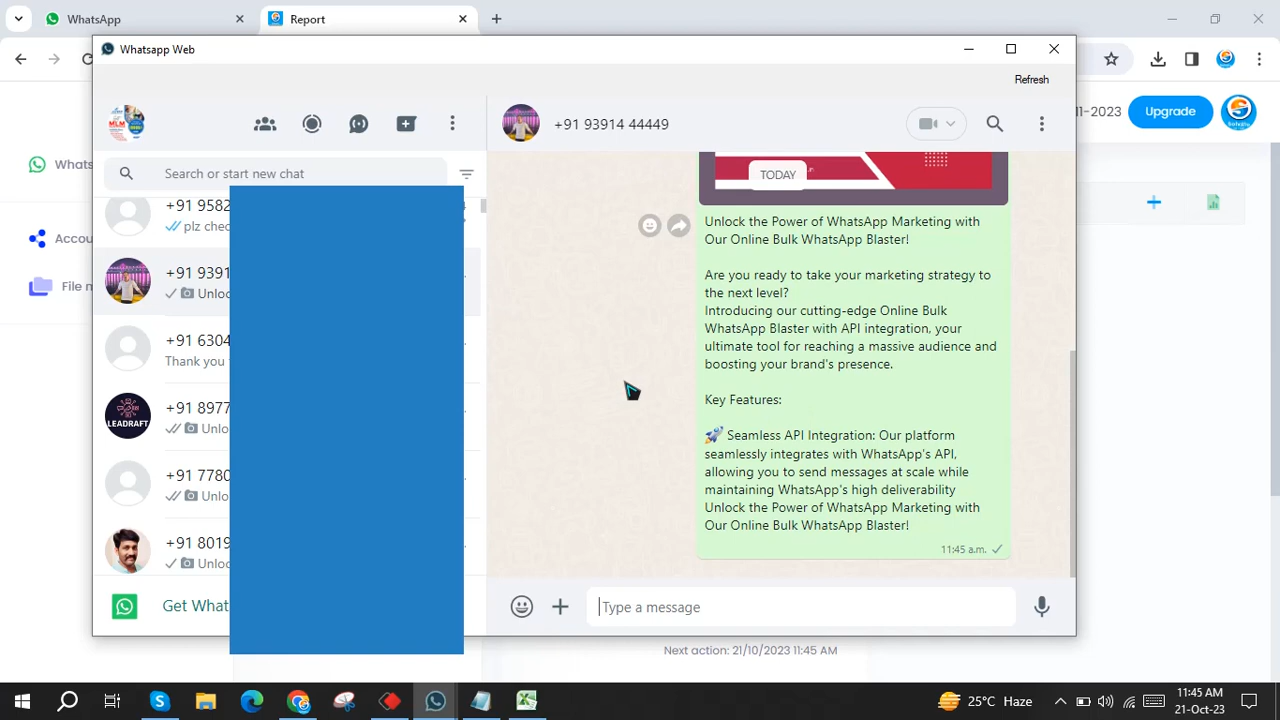 WhatsApp
Report
Whatsapp Web
Refresh
11-2023
Upgrade
+91 93914 44449
Whats
Search or start new chat
TODAY
+91 9582
plz chec
Unlock the Power of WhatsApp Marketing with
Our Online Bulk WhatsApp Blaster!
Accou
+91 9391
Unlo
Are you ready to take your marketing strategy to
the next level?
File m
Introducing our cutting-edge Online Bulk
WhatsApp Blaster with API integration, your
ultimate tool for reaching a massive audience and
boosting your brand's presence.
+91 6304
Thank you
Key Features:
+91 8977
Unlo
LEADRAFT
🚀 Seamless API Integration: Our platform
seamlessly integrates with WhatsApp's API,
allowing you to send messages at scale while
maintaining WhatsApp's high deliverability
Unlock the Power of WhatsApp Marketing with
Our Online Bulk WhatsApp Blaster!
+91 7780
Unlo
+91 8019
Unlo
11:45 a.m.
Get What
Type a message
Next action: 21/10/2023 11:45 AM
25°C Haze
11:45 AM
21-Oct-23